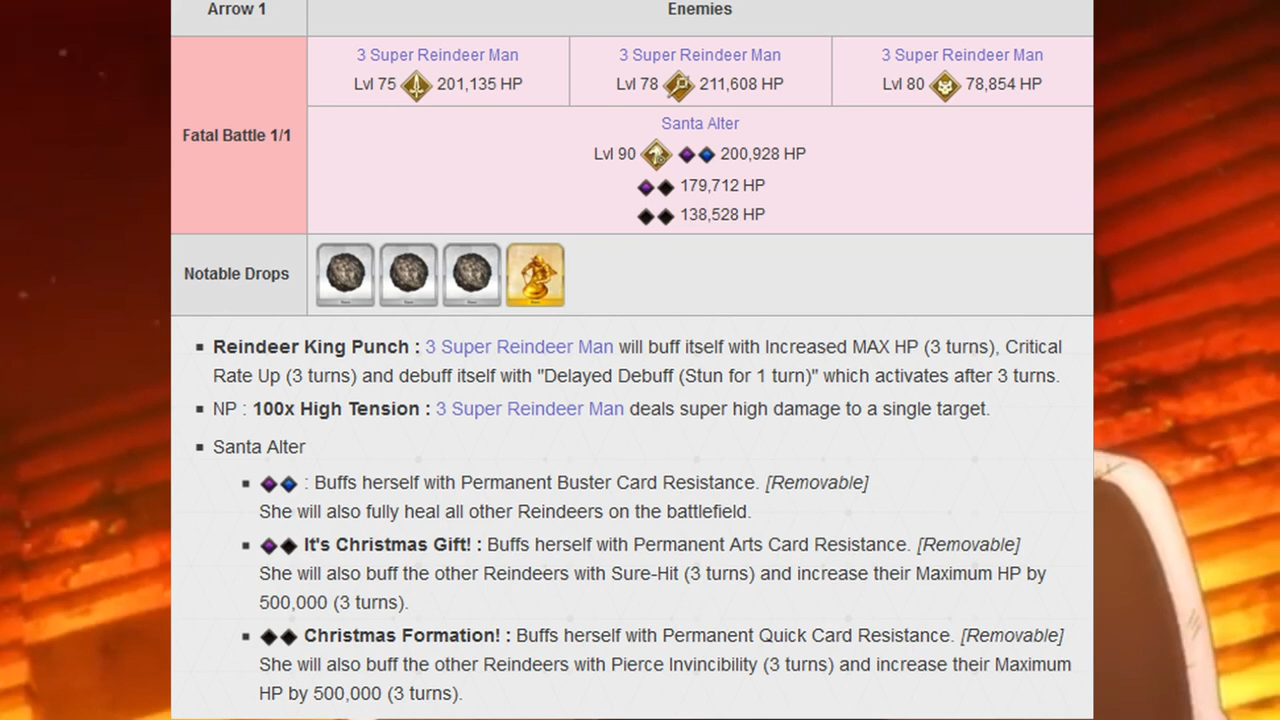 Arrow 1 Enemies
3 Super Reindeer Man 3 Super Reindeer Man 3 Super Reindeer Man
Lvl 75 201,135 HP Lvl 78 211,608 HP Lvl 80 78,854 HP
Fatal Battle 1/1
Santa Alter
Lvl 90 200,928 HP
179,712 HP
138,528 HP
Notable Drops
Reindeer King Punch : 3 Super Reindeer Man will buff itself with Increased MAX HP (3 turns), Critical
Rate Up (3 turns) and debuff itself with "Delayed Debuff (Stun for 1 turn)" which activates after 3 turns.
NP : 100x High Tension : 3 Super Reindeer Man deals super high damage to a single target.
Santa Alter
: Buffs herself with Permanent Buster Card Resistance. [Removable]
She will also fully heal all other Reindeers on the battlefield.
It's Christmas Gift! : Buffs herself with Permanent Arts Card Resistance. [Removable]
She will also buff the other Reindeers with Sure-Hit (3 turns) and increase their Maximum HP by
500,000 (3 turns).
Christmas Formation! : Buffs herself with Permanent Quick Card Resistance. [Removable]
She will also buff the other Reindeers with Pierce Invincibility (3 turns) and increase their Maximum
HP by 500,000 (3 turns).